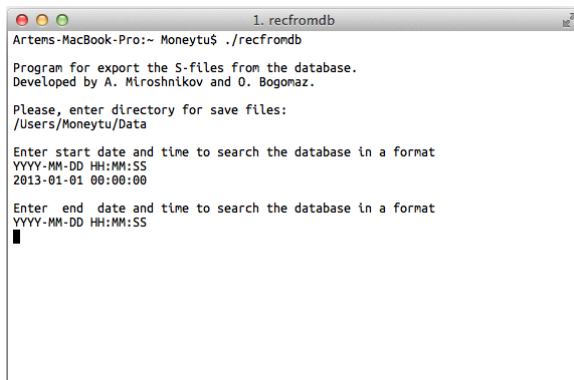 1. recfromdb
Artems-MacBook-Pro:~ Moneytu$ ./recfromdb
Program for export the S-files from the database.
Developed by A. Miroshnikov and O. Bogomaz.
Please, enter directory for save files:
/Users/Moneytu/Data
Enter start date and time to search the database in a format
YYYY-MM-DD HH:MM:SS
2013-01-01 00:00:00
Enter  end  date and time to search the database in a format
YYYY-MM-DD HH:MM:SS